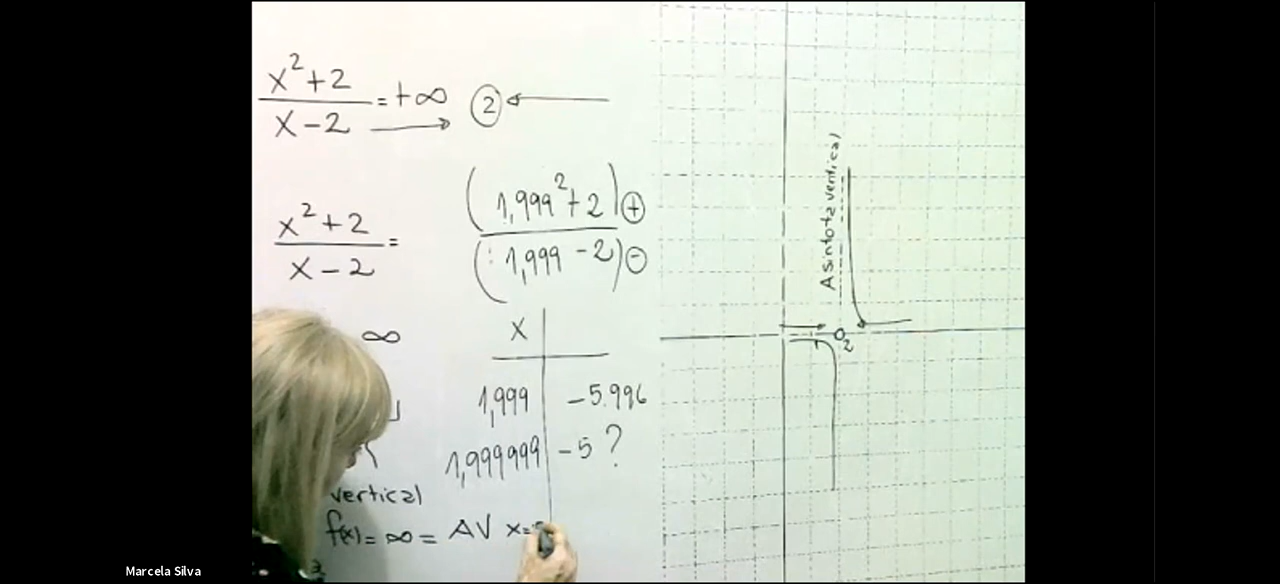 x²+2
/ x-2 = +∞ → ② ←
x²+2
/ x-2 =
(1,999²+2) ⊕
/ (1,999 -2) ⊖
∞
x
1,999 | -5.996
1,999999 | -5 ?
vertical
f(x) = ∞ = AV x=
Asintota vertical
2
Marcela Silva